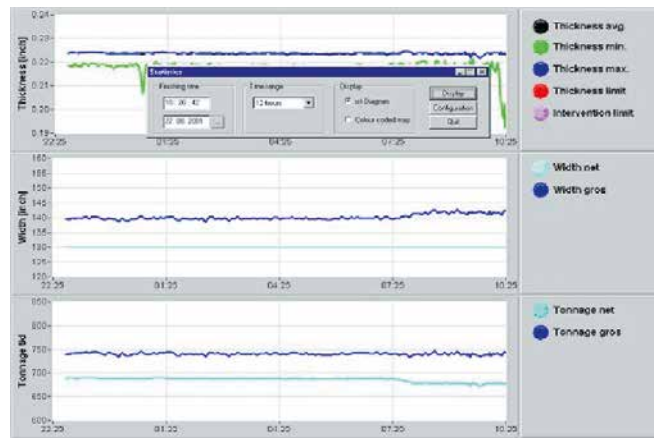 Thickness [inch]
0.24
0.23
0.22
0.21
0.20
0.19
22:25
01:25
04:25
07:25
10:25
Thickness avg.
Thickness min.
Thickness max.
Thickness limit
Intervention limit
Statistics
Finishing time
27.08.2001
...
Time range
12 hours
Display
xt Diagram
Colour coded map
Display
Configuration
Quit
Width [inch]
160
155
150
145
140
135
130
125
120
22:25
01:25
04:25
07:25
10:25
Width net
Width gros
Tonnage t/d
850
800
750
700
650
600
22:25
01:25
04:25
07:25
10:25
Tonnage net
Tonnage gros